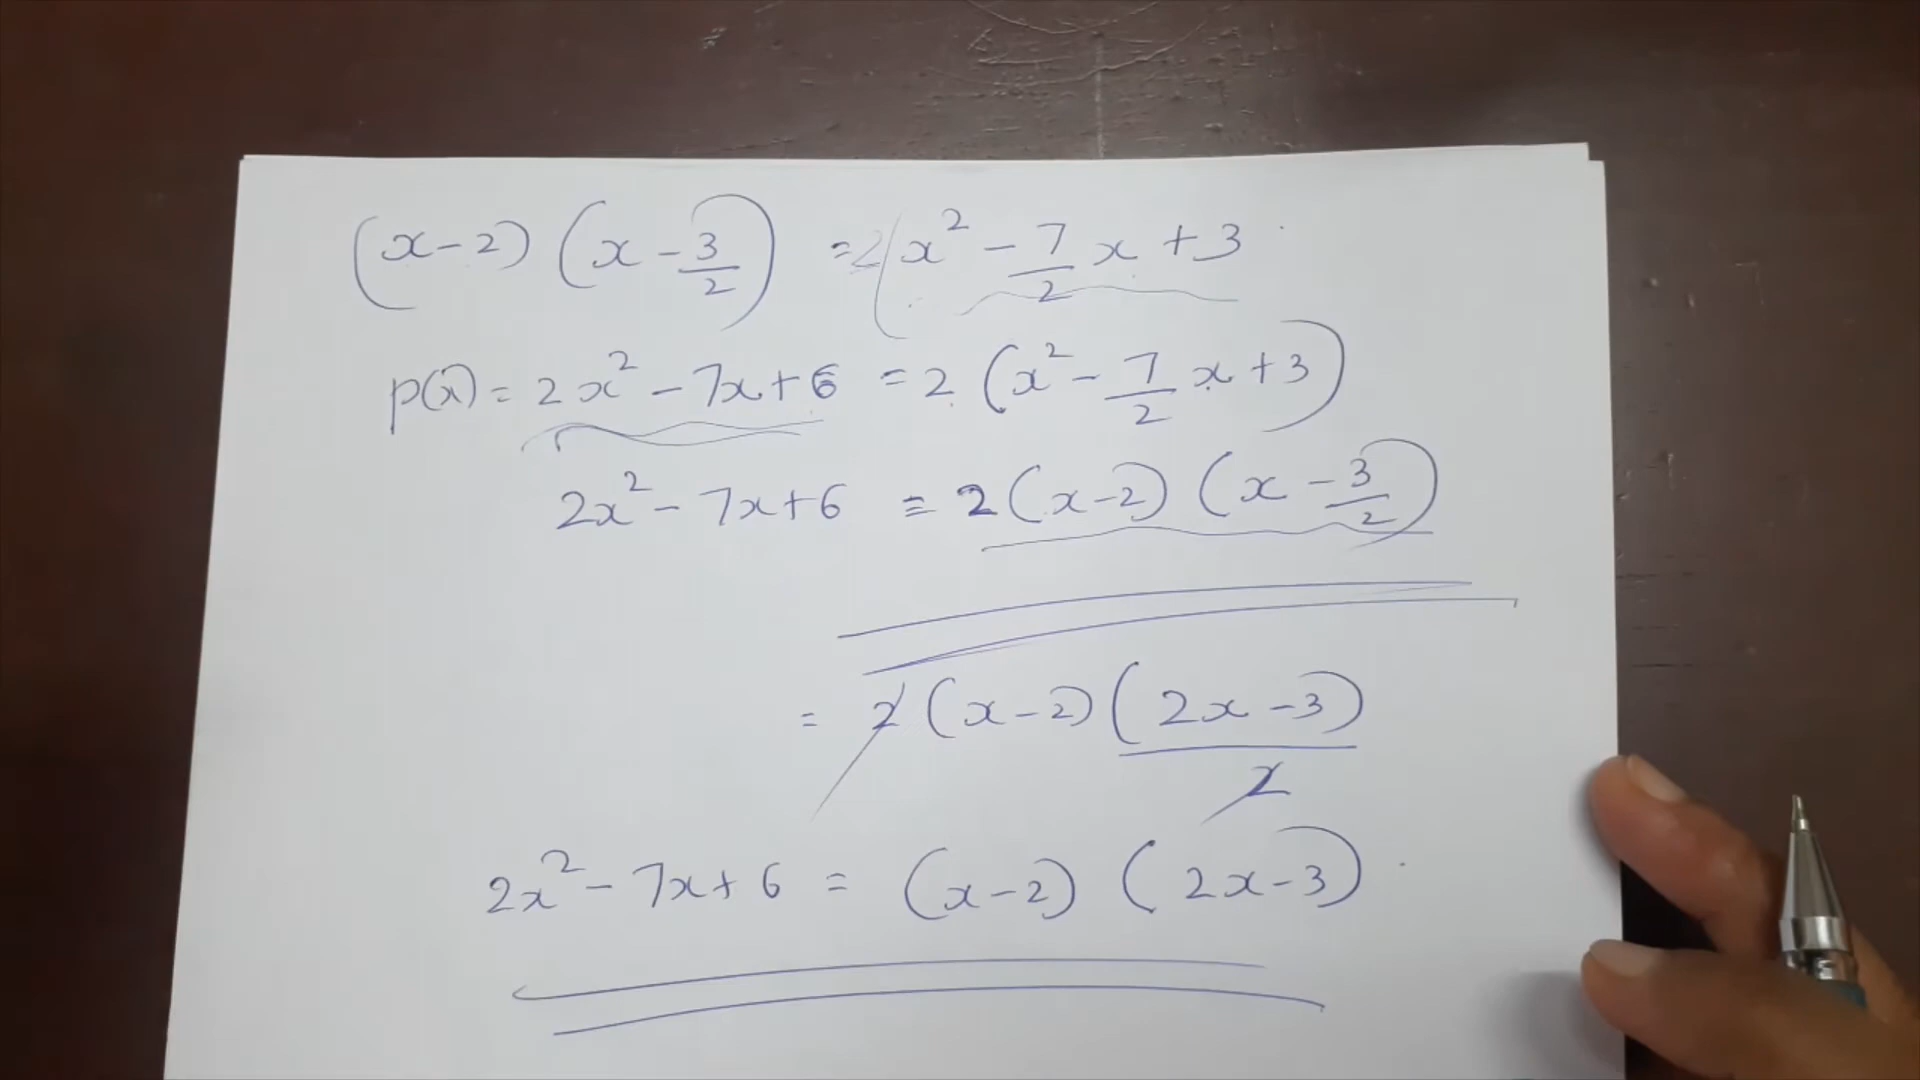 (x-2) (x - 3/2) = 2(x² - 7/2 x + 3
p(x) = 2x² - 7x + 6 = 2 (x² - 7/2 x + 3)
2x² - 7x + 6 = 2 (x-2) (x - 3/2)
= 2 (x-2) (2x-3)/2
2x² - 7x + 6 = (x-2) (2x-3)